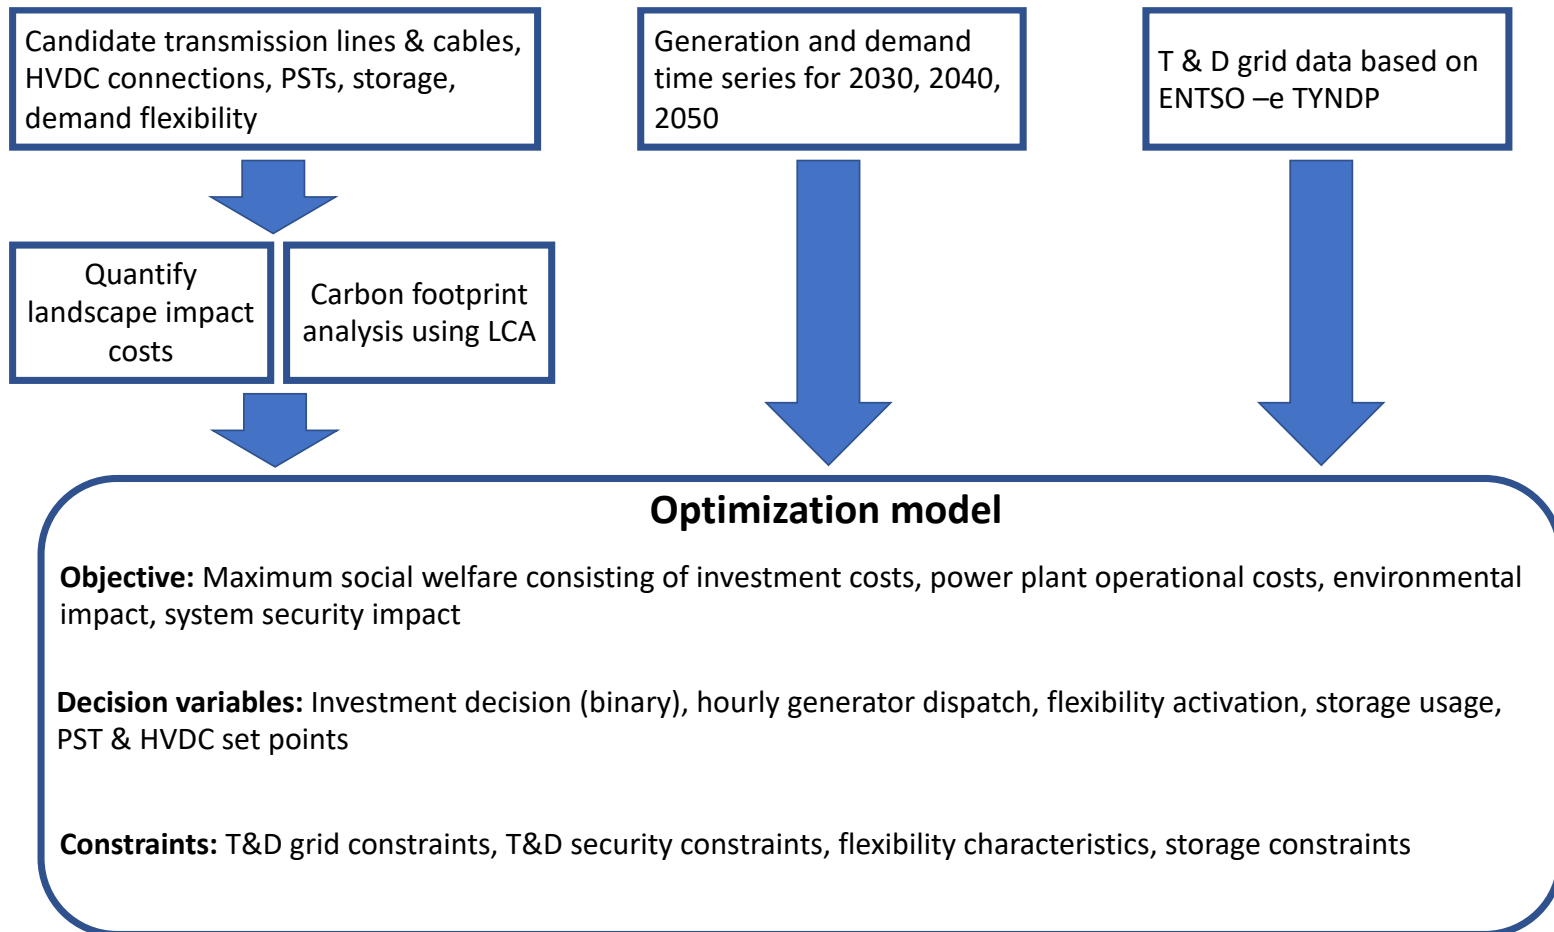 Candidate transmission lines & cables,
HVDC connections, PSTs, storage,
demand flexibility
Generation and demand
time series for 2030, 2040,
2050
T & D grid data based on
ENTSO –e TYNDP
Quantify
landscape impact
costs
Carbon footprint
analysis using LCA
Optimization model
Objective: Maximum social welfare consisting of investment costs, power plant operational costs, environmental
impact, system security impact
Decision variables: Investment decision (binary), hourly generator dispatch, flexibility activation, storage usage,
PST & HVDC set points
Constraints: T&D grid constraints, T&D security constraints, flexibility characteristics, storage constraints